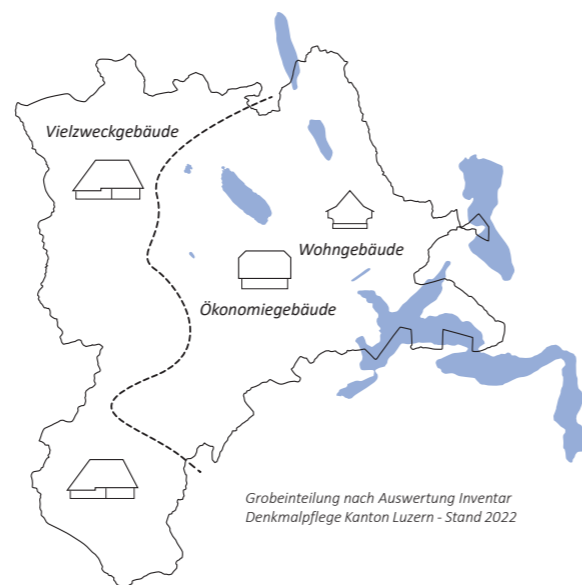 Vielzweckgebäude
Wohngebäude
Ökonomiegebäude
Grobeinteilung nach Auswertung Inventar
Denkmalpflege Kanton Luzern - Stand 2022